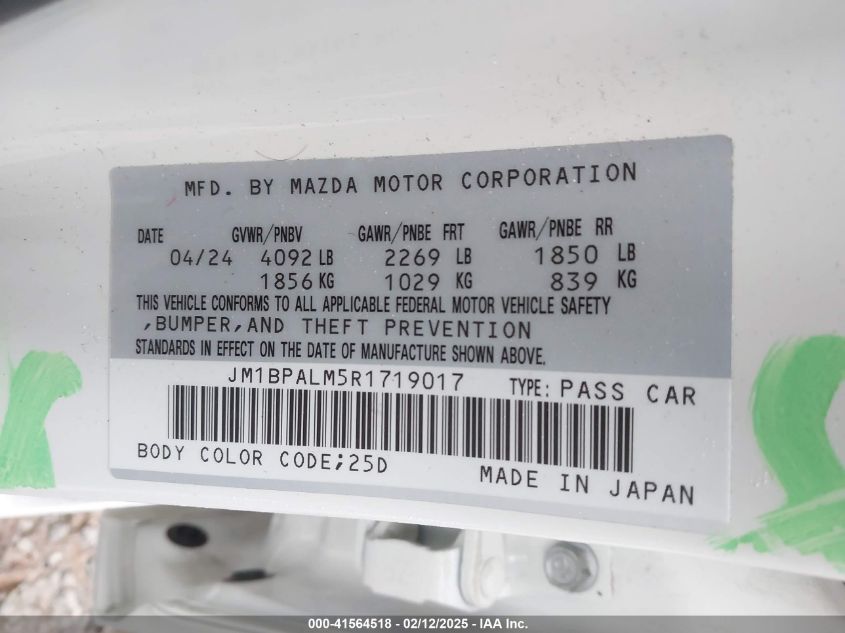 MFD. BY MAZDA MOTOR CORPORATION
DATE GVWR/PNBV GAWR/PNBE FRT GAWR/PNBE RR
04/24 4092 LB 2269 LB 1850 LB
1856 KG 1029 KG 839 KG
THIS VEHICLE CONFORMS TO ALL APPLICABLE FEDERAL MOTOR VEHICLE SAFETY
,BUMPER,AND THEFT PREVENTION
STANDARDS IN EFFECT ON THE DATE OF MANUFACTURE SHOWN ABOVE.
JM1BPALM5R1719017 TYPE: PASS CAR
BODY COLOR CODE;25D
MADE IN JAPAN
000-41564518 - 02/12/2025 - IAA Inc.